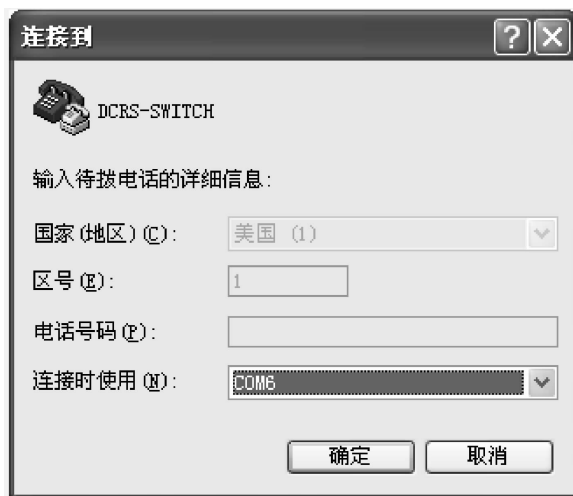 连接到
DCRS-SWITCH
输入待拨电话的详细信息:
国家(地区)(C): 美国 (1)
区号(E): 1
电话号码(P):
连接时使用(N): COM6
确定 取消